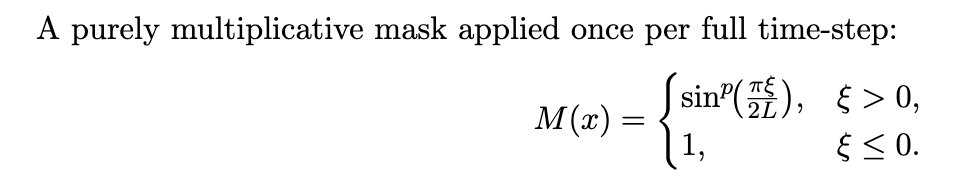 A purely multiplicative mask applied once per full time-step:
M(x) = { sin^p(πξ/2L), ξ > 0,
1, ξ ≤ 0.